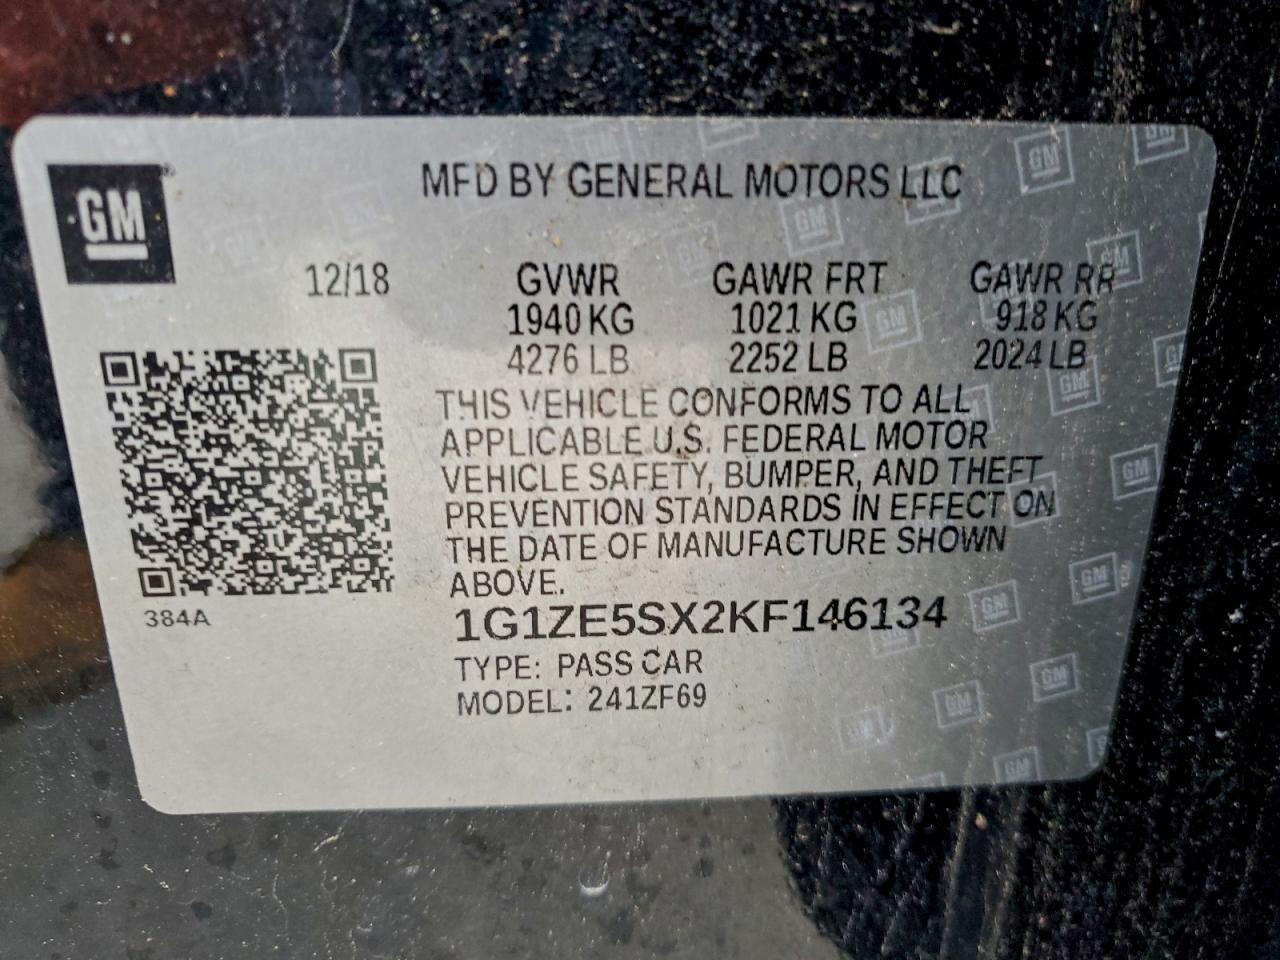 GM
MFD BY GENERAL MOTORS LLC
12/18 GVWR GAWR FRT GAWR RR
1940 KG 1021 KG 918 KG
4276 LB 2252 LB 2024 LB
THIS VEHICLE CONFORMS TO ALL
APPLICABLE U.S. FEDERAL MOTOR
VEHICLE SAFETY, BUMPER, AND THEFT
PREVENTION STANDARDS IN EFFECT ON
THE DATE OF MANUFACTURE SHOWN
ABOVE.
384A
1G1ZE5SX2KF146134
TYPE: PASS CAR
MODEL: 241ZF69